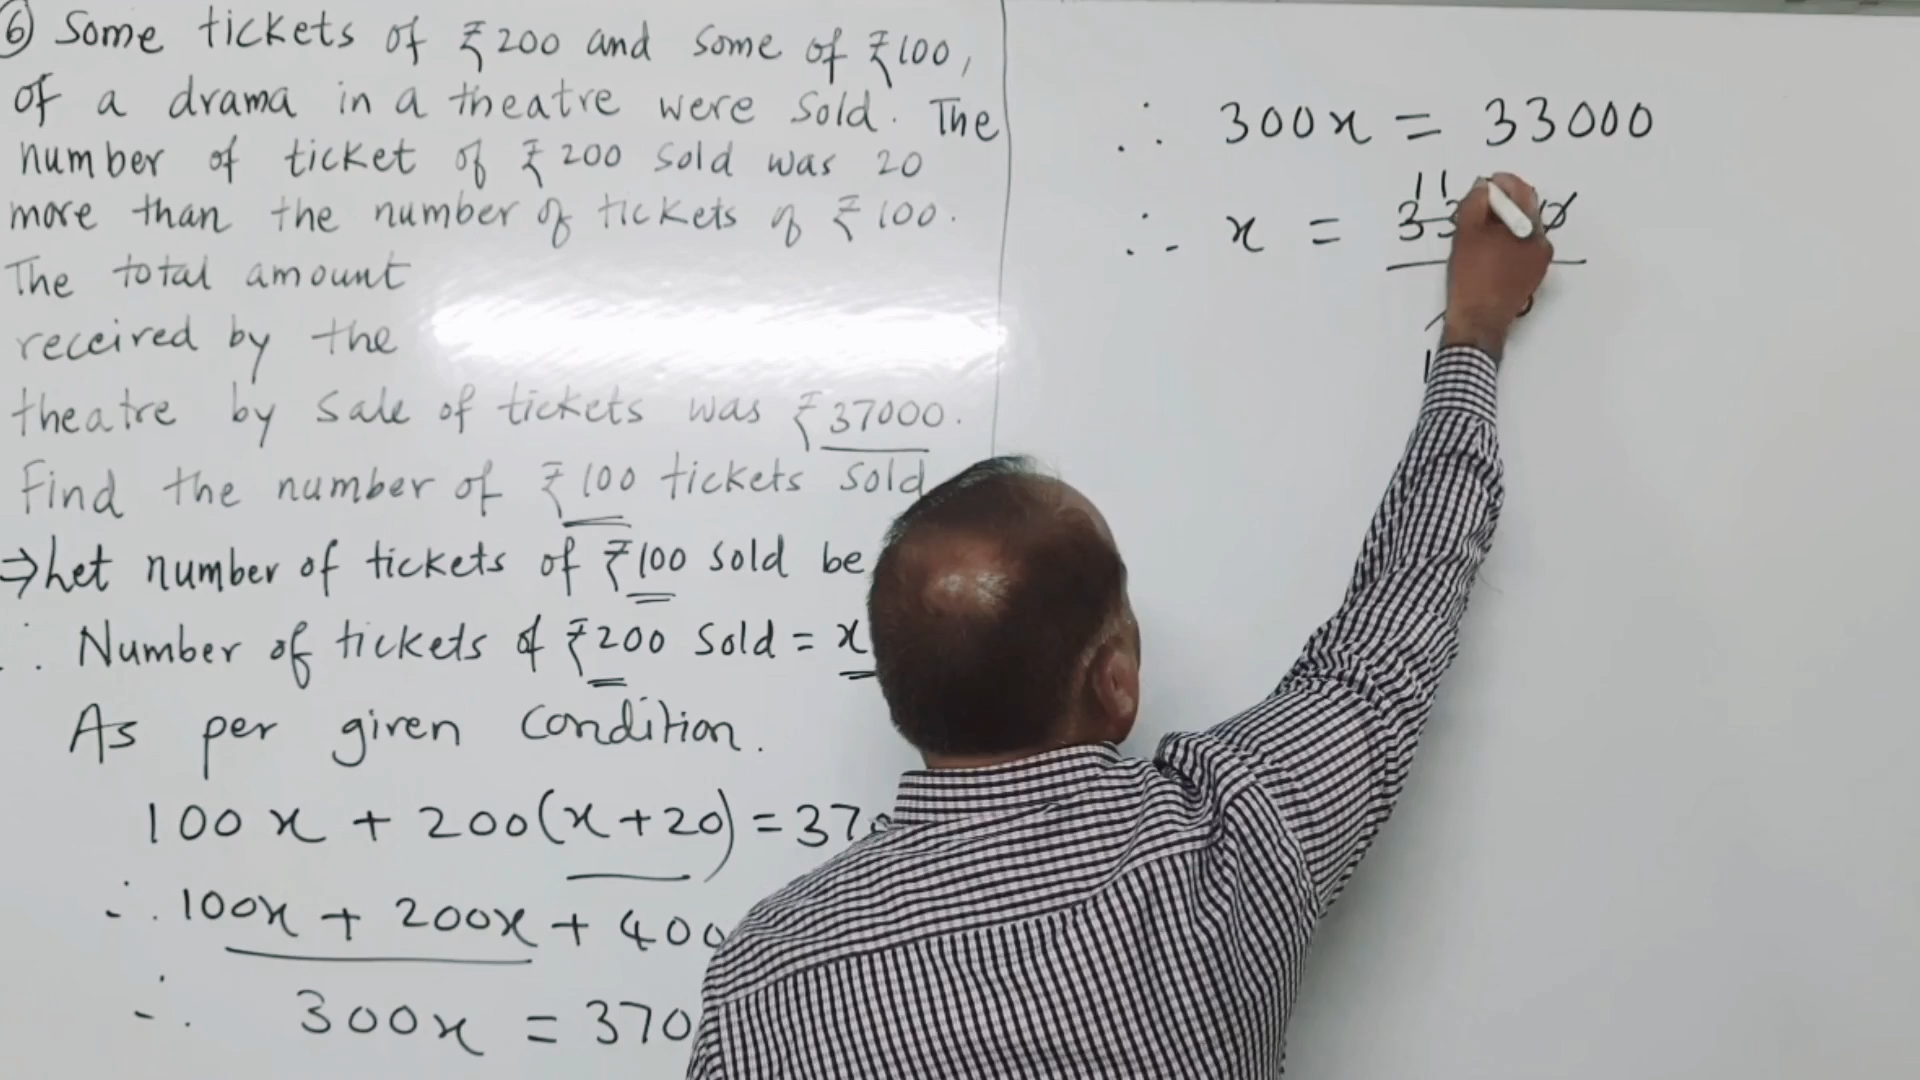 6 Some tickets of ₹200 and some of ₹100,
of a drama in a theatre were sold. The
number of ticket of ₹200 sold was 20
more than the number of tickets of ₹100.
The total amount
received by the
theatre by sale of tickets was ₹37000.
Find the number of ₹100 tickets sold
⇒ Let number of tickets of ₹100 sold be
∴ Number of tickets of ₹200 sold = x
As per given condition.
100x + 200(x+20) = 370
∴ 100x + 200x + 400
∴ 300x = 370
∴ 300x = 33000
∴ x =
11